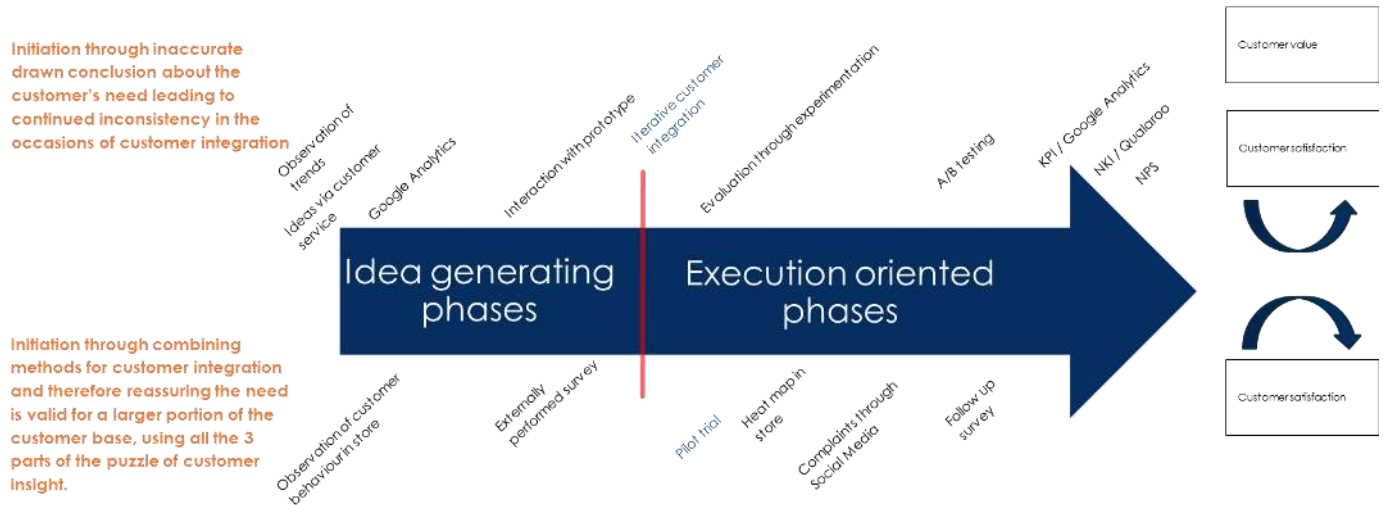 Initiation through inaccurate
drawn conclusion about the
customer's need leading to
continued inconsistency in the
occasions of customer integration
Observation of
trends
Ideas via customer
service
Google Analytics
Interaction with prototype
Iterative customer
integration
Evaluation through experimentation
A/B testing
KPI / Google Analytics
NKI / Qualaroo
NPS
Customer value
Customer satisfaction
Idea generating
phases
Execution oriented
phases
Initiation through combining
methods for customer integration
and therefore reassuring the need
is valid for a larger portion of the
customer base, using all the 3
parts of the puzzle of customer
insight.
Observation of customer
behaviour in store
Externally
performed survey
Pilot trial
Heat map in
store
Complaints through
Social Media
Follow up
survey
Customer satisfaction